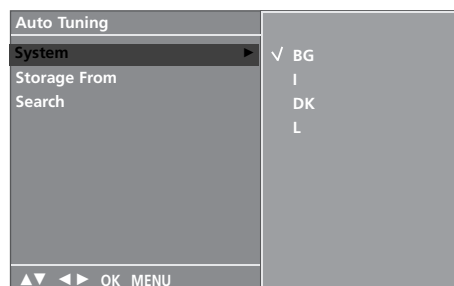 Auto Tuning
System ►
Storage From
Search
√ BG
I
DK
L
▲▼ ◄► OK MENU